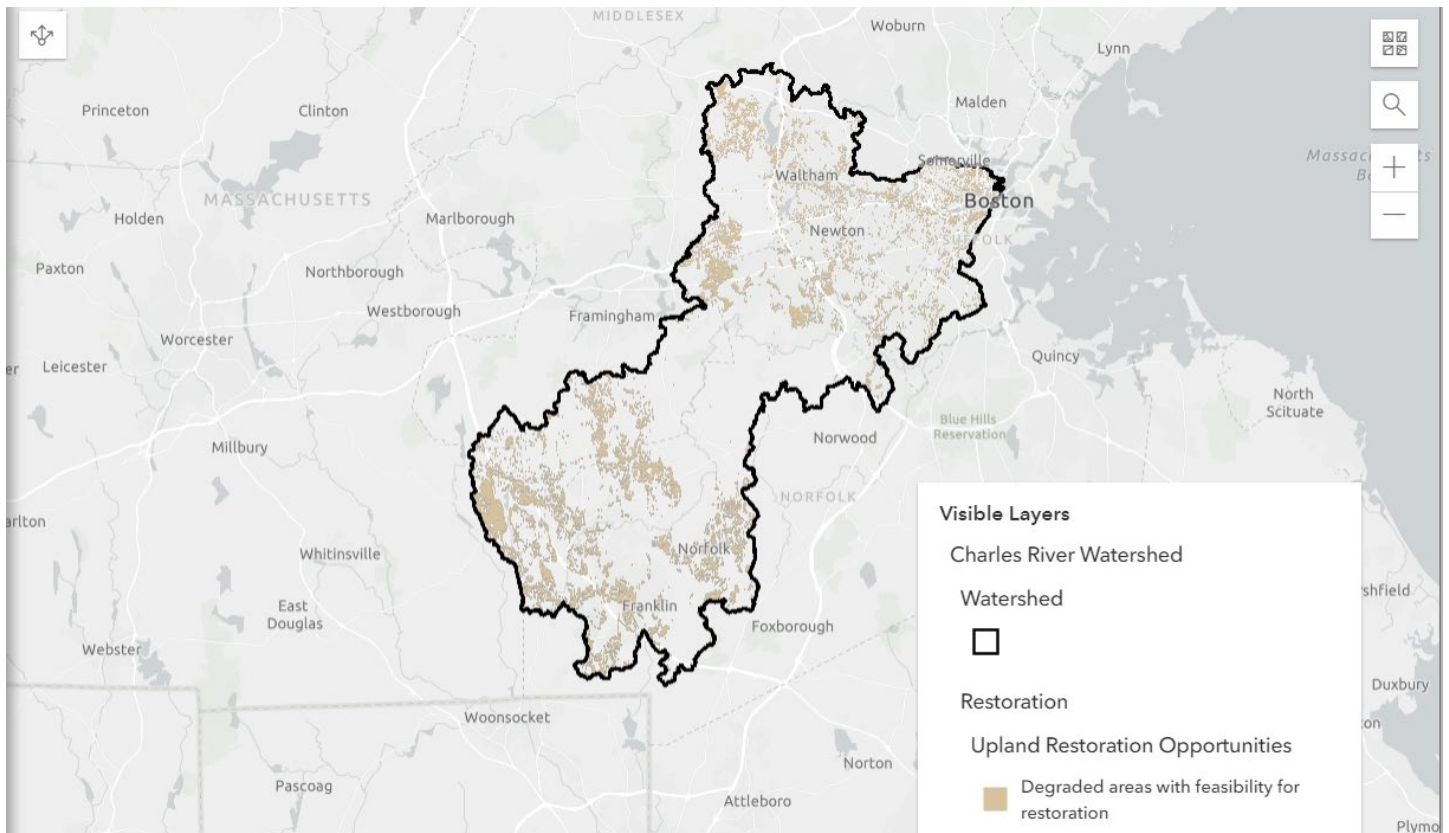 MIDDLESEX
Woburn
Lynn
Princeton
Clinton
Malden
Somerville
Waltham
MASSACHUSETTS
Boston
Holden
Marlborough
Newton
SUFFOLK
Paxton
Northborough
Westborough
Framingham
Worcester
Leicester
Quincy
North
Scituate
Blue Hills
Reservation
Norwood
Millbury
NORFOLK
Whitinsville
Norfolk
East
Douglas
Franklin
Foxborough
Webster
Woonsocket
Duxbury
Norton
Pascoag
Attleboro
Visible Layers
Charles River Watershed
Watershed
Restoration
Upland Restoration Opportunities
Degraded areas with feasibility for
restoration